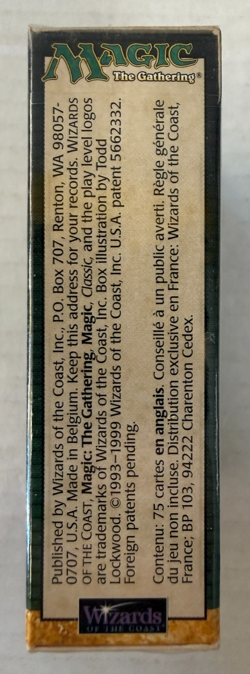 MAGIC
The Gathering®
Published by Wizards of the Coast, Inc., P.O. Box 707, Renton, WA 98057-
0707, U.S.A. Made in Belgium. Keep this address for your records. WIZARDS
OF THE COAST, Magic: The Gathering, Magic, Classic, and the play level logos
are trademarks of Wizards of the Coast, Inc. Box illustration by Todd
Lockwood. ©1993–1999 Wizards of the Coast, Inc. U.S.A. patent 5662332.
Foreign patents pending.
Contenu: 75 cartes en anglais. Conseillé à un public averti. Règle générale
du jeu non incluse. Distribution exclusive en France: Wizards of the Coast,
France; BP 103, 94222 Charenton Cedex.
Wizards
OF THE COAST